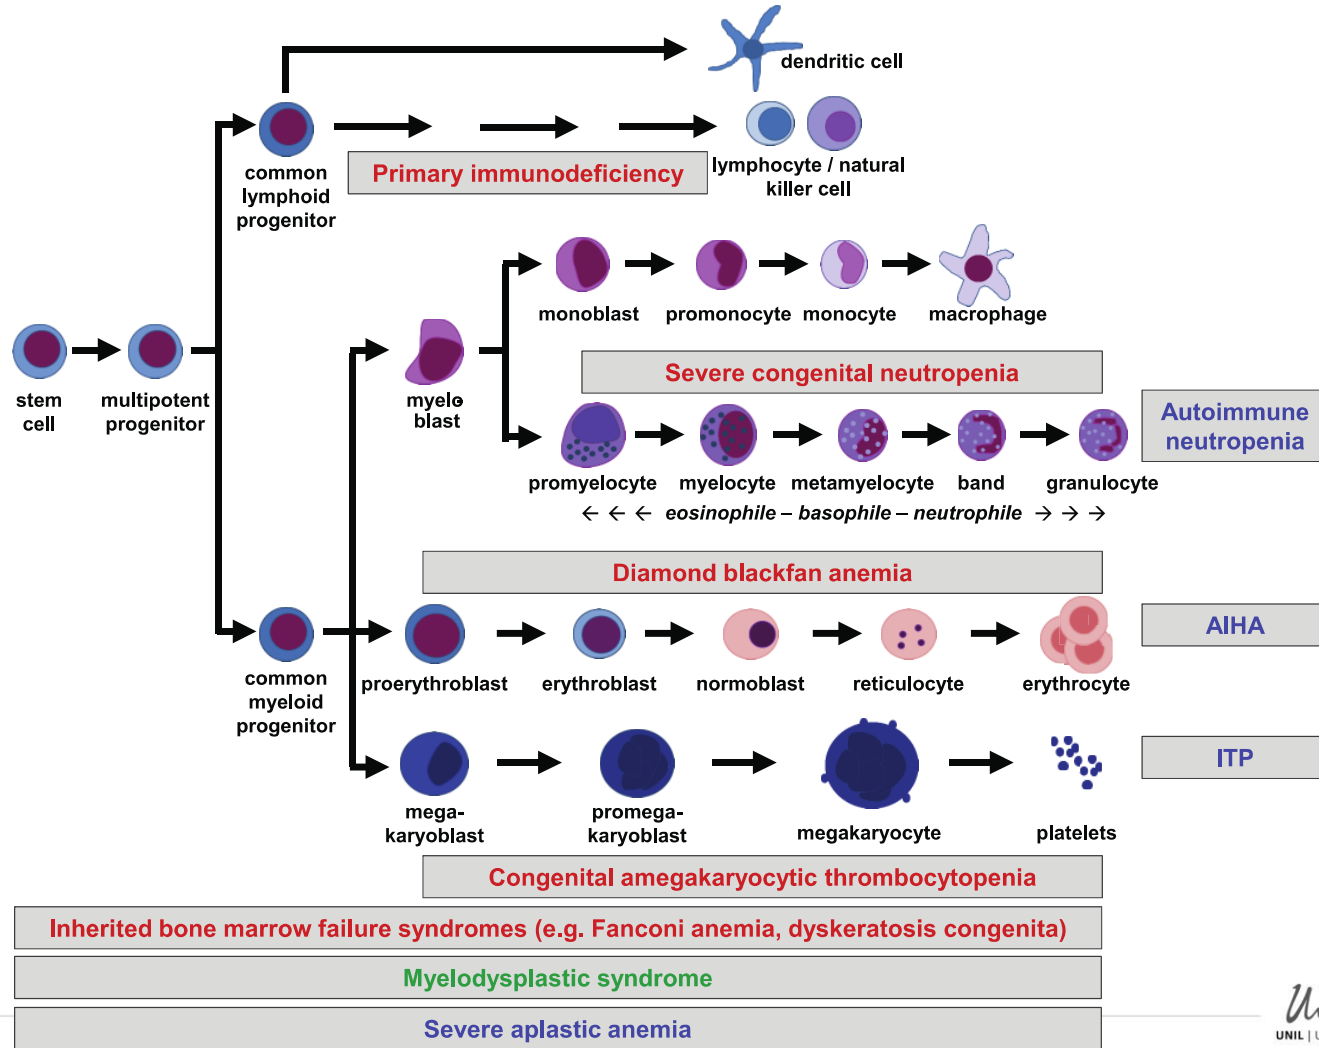 dendritic cell
common
lymphoid
progenitor
Primary immunodeficiency
lymphocyte / natural
killer cell
monoblast
promonocyte
monocyte
macrophage
stem
cell
multipotent
progenitor
myelo
blast
Severe congenital neutropenia
Autoimmune
neutropenia
promyelocyte
myelocyte
metamyelocyte
band
granulocyte
← ← ← eosinophile – basophile – neutrophile → → →
Diamond blackfan anemia
AIHA
common
myeloid
progenitor
proerythroblast
erythroblast
normoblast
reticulocyte
erythrocyte
ITP
mega-
karyoblast
promega-
karyoblast
megakaryocyte
platelets
Congenital amegakaryocytic thrombocytopenia
Inherited bone marrow failure syndromes (e.g. Fanconi anemia, dyskeratosis congenita)
Myelodysplastic syndrome
Severe aplastic anemia
UNIL |